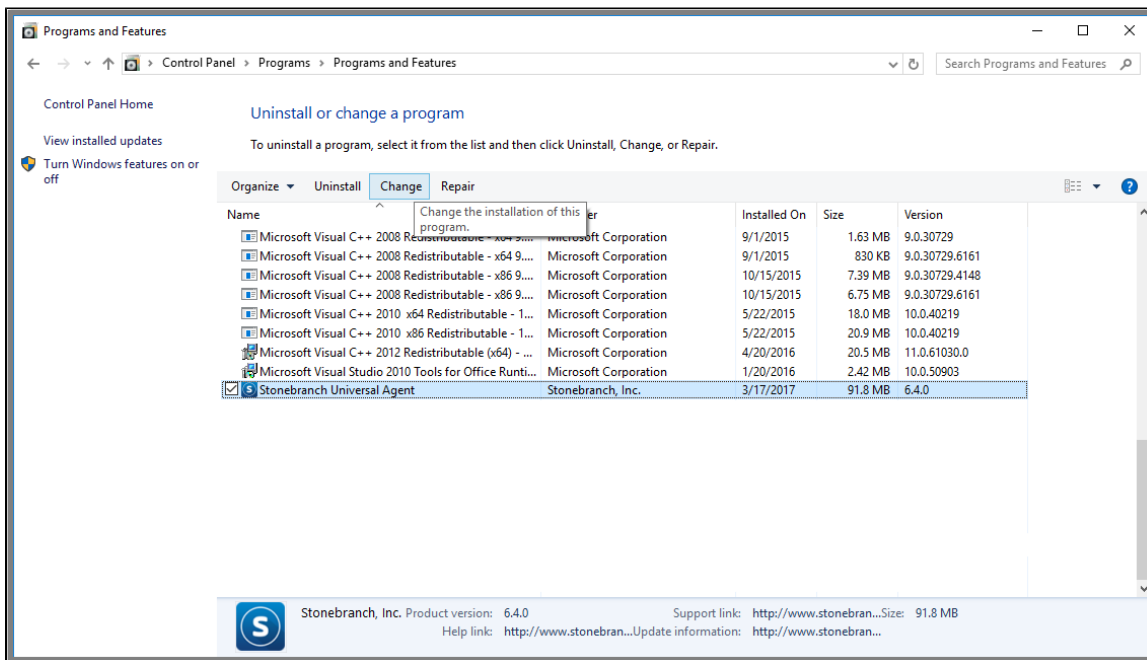 Programs and Features
Control Panel > Programs > Programs and Features
Search Programs and Features
Control Panel Home
View installed updates
Turn Windows features on or
off
Uninstall or change a program
To uninstall a program, select it from the list and then click Uninstall, Change, or Repair.
Organize Uninstall Change Repair
Change the installation of this
program.
Name er Installed On Size Version
Microsoft Visual C++ 2008 Redistributable - x64 9.... Microsoft Corporation 9/1/2015 1.63 MB 9.0.30729
Microsoft Visual C++ 2008 Redistributable - x64 9.... Microsoft Corporation 9/1/2015 830 KB 9.0.30729.6161
Microsoft Visual C++ 2008 Redistributable - x86 9.... Microsoft Corporation 10/15/2015 7.39 MB 9.0.30729.4148
Microsoft Visual C++ 2008 Redistributable - x86 9.... Microsoft Corporation 10/15/2015 6.75 MB 9.0.30729.6161
Microsoft Visual C++ 2010 x64 Redistributable - 1... Microsoft Corporation 5/22/2015 18.0 MB 10.0.40219
Microsoft Visual C++ 2010 x86 Redistributable - 1... Microsoft Corporation 5/22/2015 20.9 MB 10.0.40219
Microsoft Visual C++ 2012 Redistributable (x64) - ... Microsoft Corporation 4/20/2016 20.5 MB 11.0.61030.0
Microsoft Visual Studio 2010 Tools for Office Runti... Microsoft Corporation 1/20/2016 2.42 MB 10.0.50903
Stonebranch Universal Agent Stonebranch, Inc. 3/17/2017 91.8 MB 6.4.0
Stonebranch, Inc. Product version: 6.4.0 Support link: http://www.stonebran...Size: 91.8 MB
Help link: http://www.stonebran...Update information: http://www.stonebran...